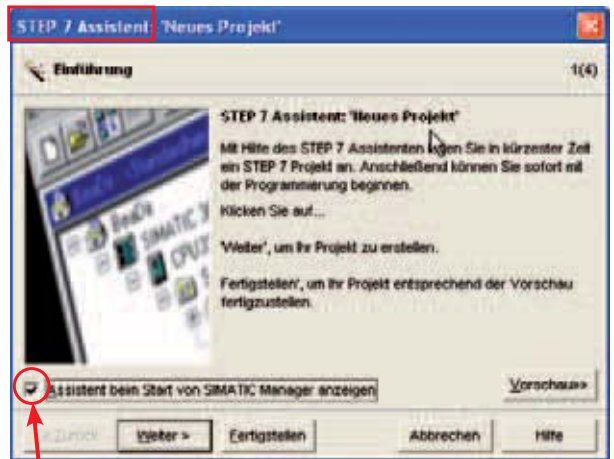 STEP 7 Assistent: 'Neues Projekt'
Einführung
1(4)
STEP 7 Assistent: 'Neues Projekt'
Mit Hilfe des STEP 7 Assistenten legen Sie in kürzester Zeit
ein STEP 7 Projekt an. Anschließend können Sie sofort mit
der Programmierung beginnen.
Klicken Sie auf...
'Weiter', um Ihr Projekt zu erstellen.
'Fertigstellen', um Ihr Projekt entsprechend der Vorschau
fertigzustellen.
SIMATIC
Assistent beim Start von SIMATIC Manager anzeigen
Vorschau>>
< Zurück
Weiter >
Fertigstellen
Abbrechen
Hilfe